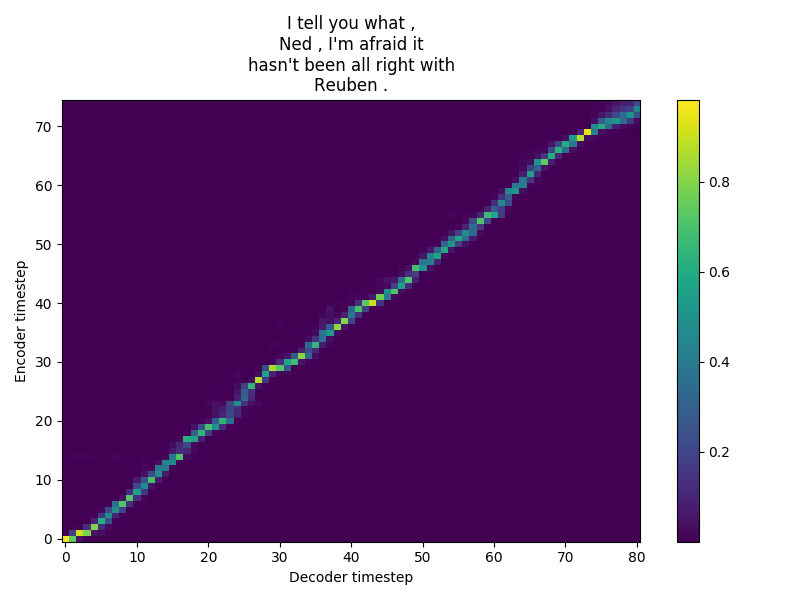 I tell you what ,
Ned , I'm afraid it
hasn't been all right with
Reuben .
70
60
50
40
30
20
10
0
Encoder timestep
0 10 20 30 40 50 60 70 80
Decoder timestep
0.8
0.6
0.4
0.2